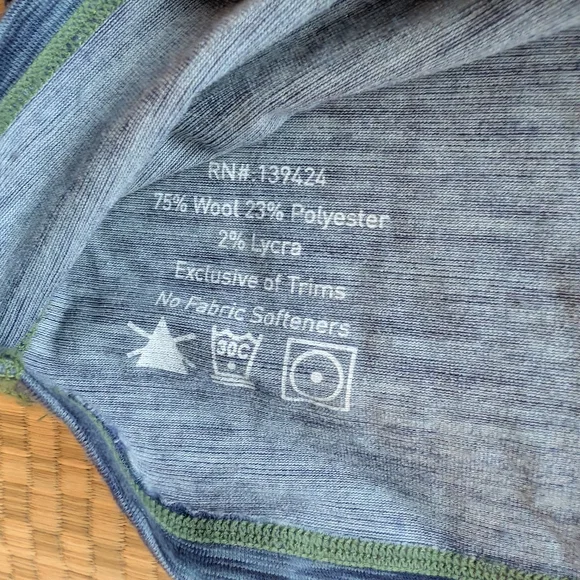 RN#:139424
75% Wool 23% Polyester
2% Lycra
Exclusive of Trims
No Fabric Softeners
30C